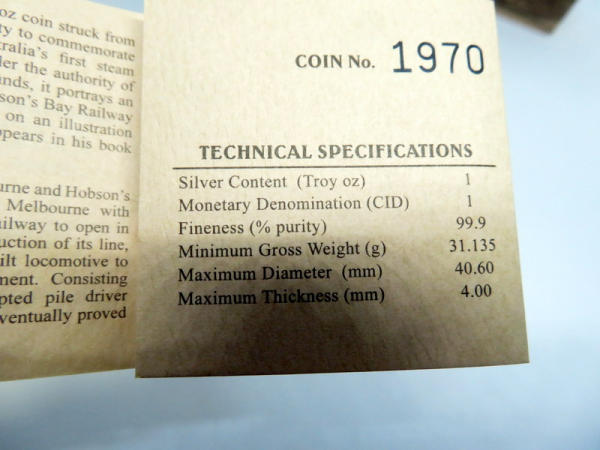 oz coin struck from
ty to commemorate
tralia's first steam
der the authority of
nds, it portrays an
son's Bay Railway
on an illustration
ppears in his book
urne and Hobson's
Melbourne with
ilway to open in
uction of its line,
ilt locomotive to
ment. Consisting
pted pile driver
ventually proved
COIN No. 1970
TECHNICAL SPECIFICATIONS
Silver Content (Troy oz) 1
Monetary Denomination (CID) 1
Fineness (% purity) 99.9
Minimum Gross Weight (g) 31.135
Maximum Diameter (mm) 40.60
Maximum Thickness (mm) 4.00